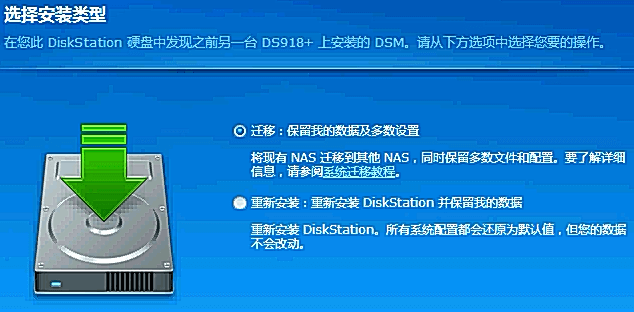 选择安装类型
在您此 DiskStation 硬盘中发现之前另一台 DS918+ 上安装的 DSM。请从下方选项中选择您要的操作。
迁移：保留我的数据及多数设置
将现有 NAS 迁移到其他 NAS，同时保留多数文件和配置。要了解详细
信息，请参阅系统迁移教程。
重新安装：重新安装 DiskStation 并保留我的数据
重新安装 DiskStation。所有系统配置都会还原为默认值，但您的数据
不会改动。